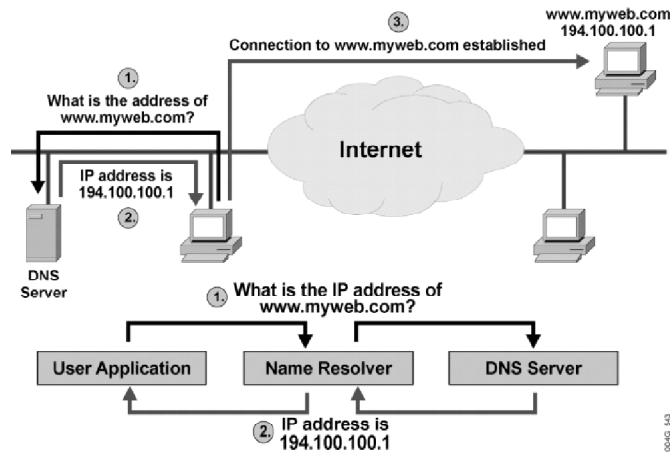 www.myweb.com
194.100.100.1
3.
Connection to www.myweb.com established
1.
What is the address of
www.myweb.com?
Internet
IP address is
194.100.100.1
2.
DNS
Server
1. What is the IP address of
www.myweb.com?
User Application
Name Resolver
DNS Server
2. IP address is
194.100.100.1